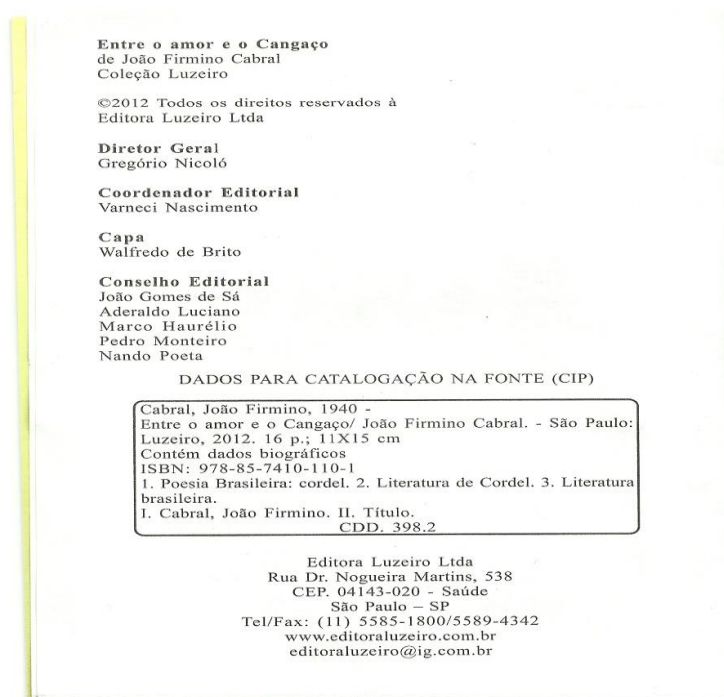 Entre o amor e o Cangaço
de João Firmino Cabral
Coleção Luzeiro
©2012 Todos os direitos reservados à
Editora Luzeiro Ltda
Diretor Geral
Gregório Nicoló
Coordenador Editorial
Varneci Nascimento
Capa
Walfredo de Brito
Conselho Editorial
João Gomes de Sá
Aderaldo Luciano
Marco Haurélio
Pedro Monteiro
Nando Poeta
DADOS PARA CATALOGAÇÃO NA FONTE (CIP)
Cabral, João Firmino, 1940 -
Entre o amor e o Cangaço/ João Firmino Cabral. - São Paulo:
Luzeiro, 2012. 16 p.; 11X15 cm
Contém dados biográficos
ISBN: 978-85-7410-110-1
1. Poesia Brasileira: cordel. 2. Literatura de Cordel. 3. Literatura
brasileira.
I. Cabral, João Firmino. II. Título.
CDD. 398.2
Editora Luzeiro Ltda
Rua Dr. Nogueira Martins, 538
CEP. 04143-020 - Saúde
São Paulo – SP
Tel/Fax: (11) 5585-1800/5589-4342
www.editoraluzeiro.com.br
editoraluzeiro@ig.com.br